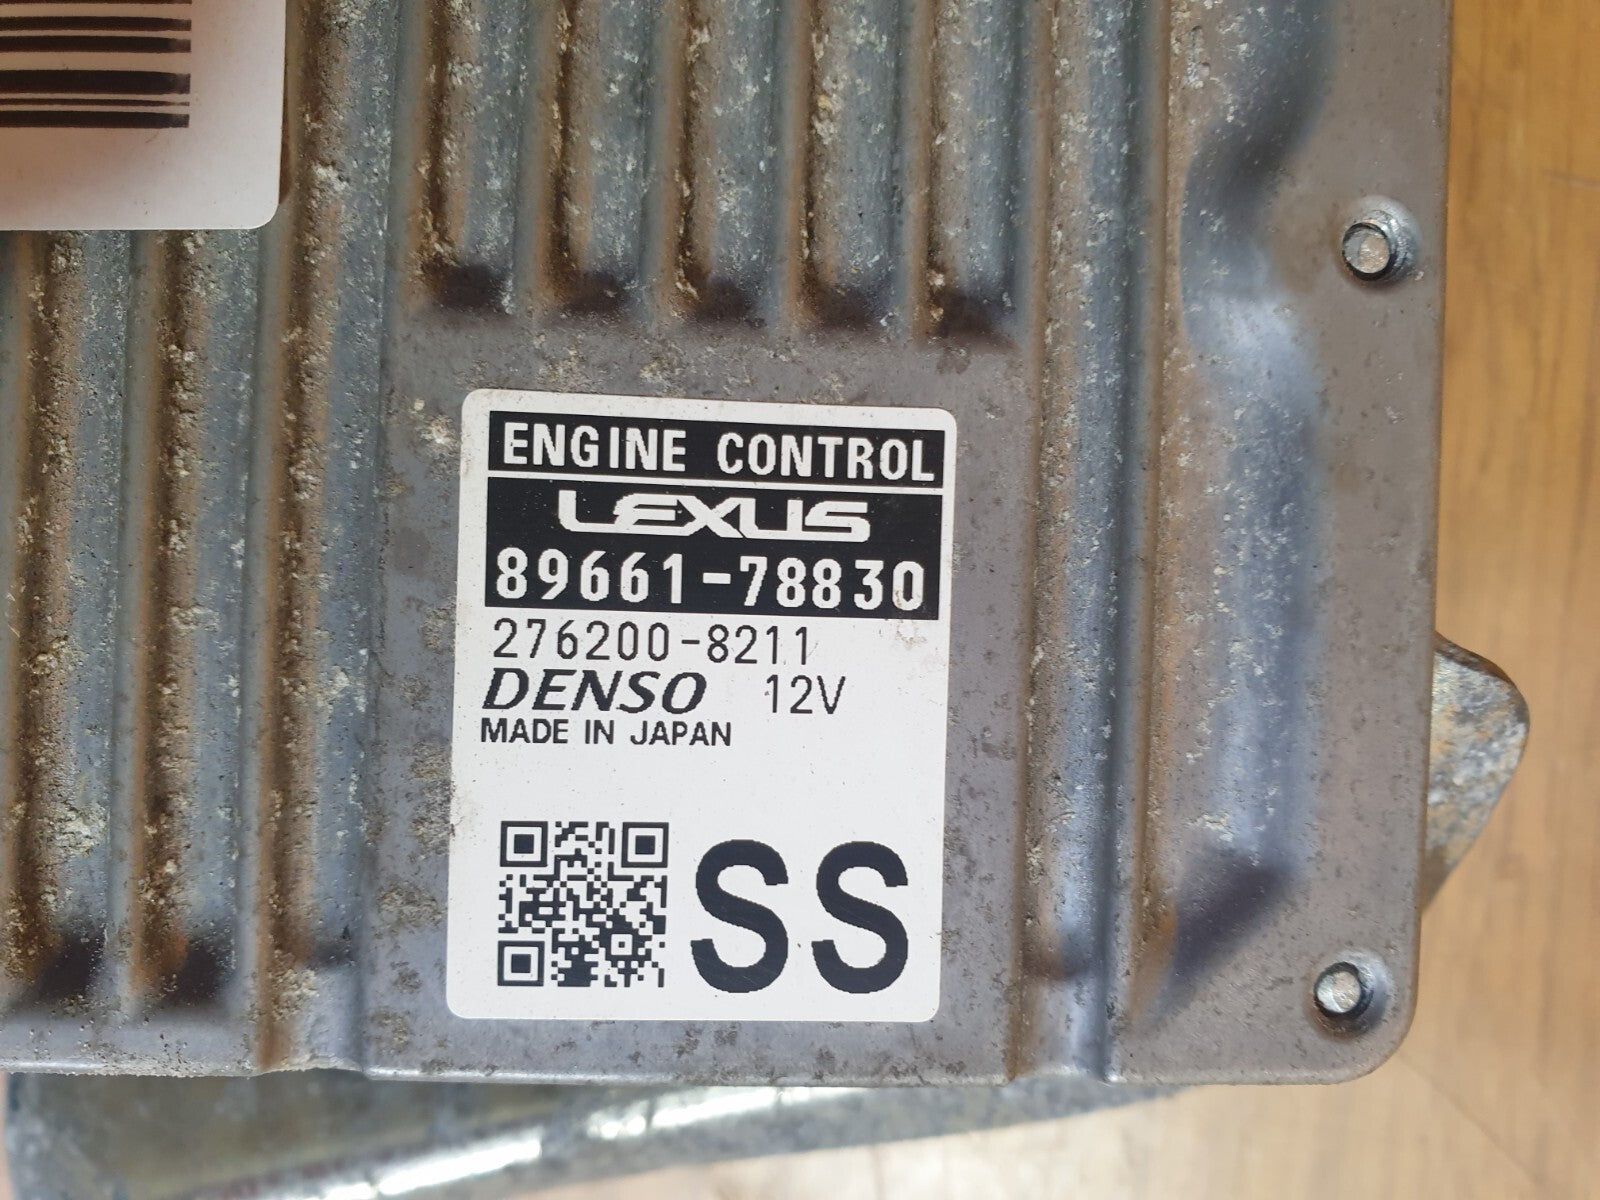 ENGINE CONTROL
LEXUS
89661-78830
276200-8211
DENSO 12V
MADE IN JAPAN
SS